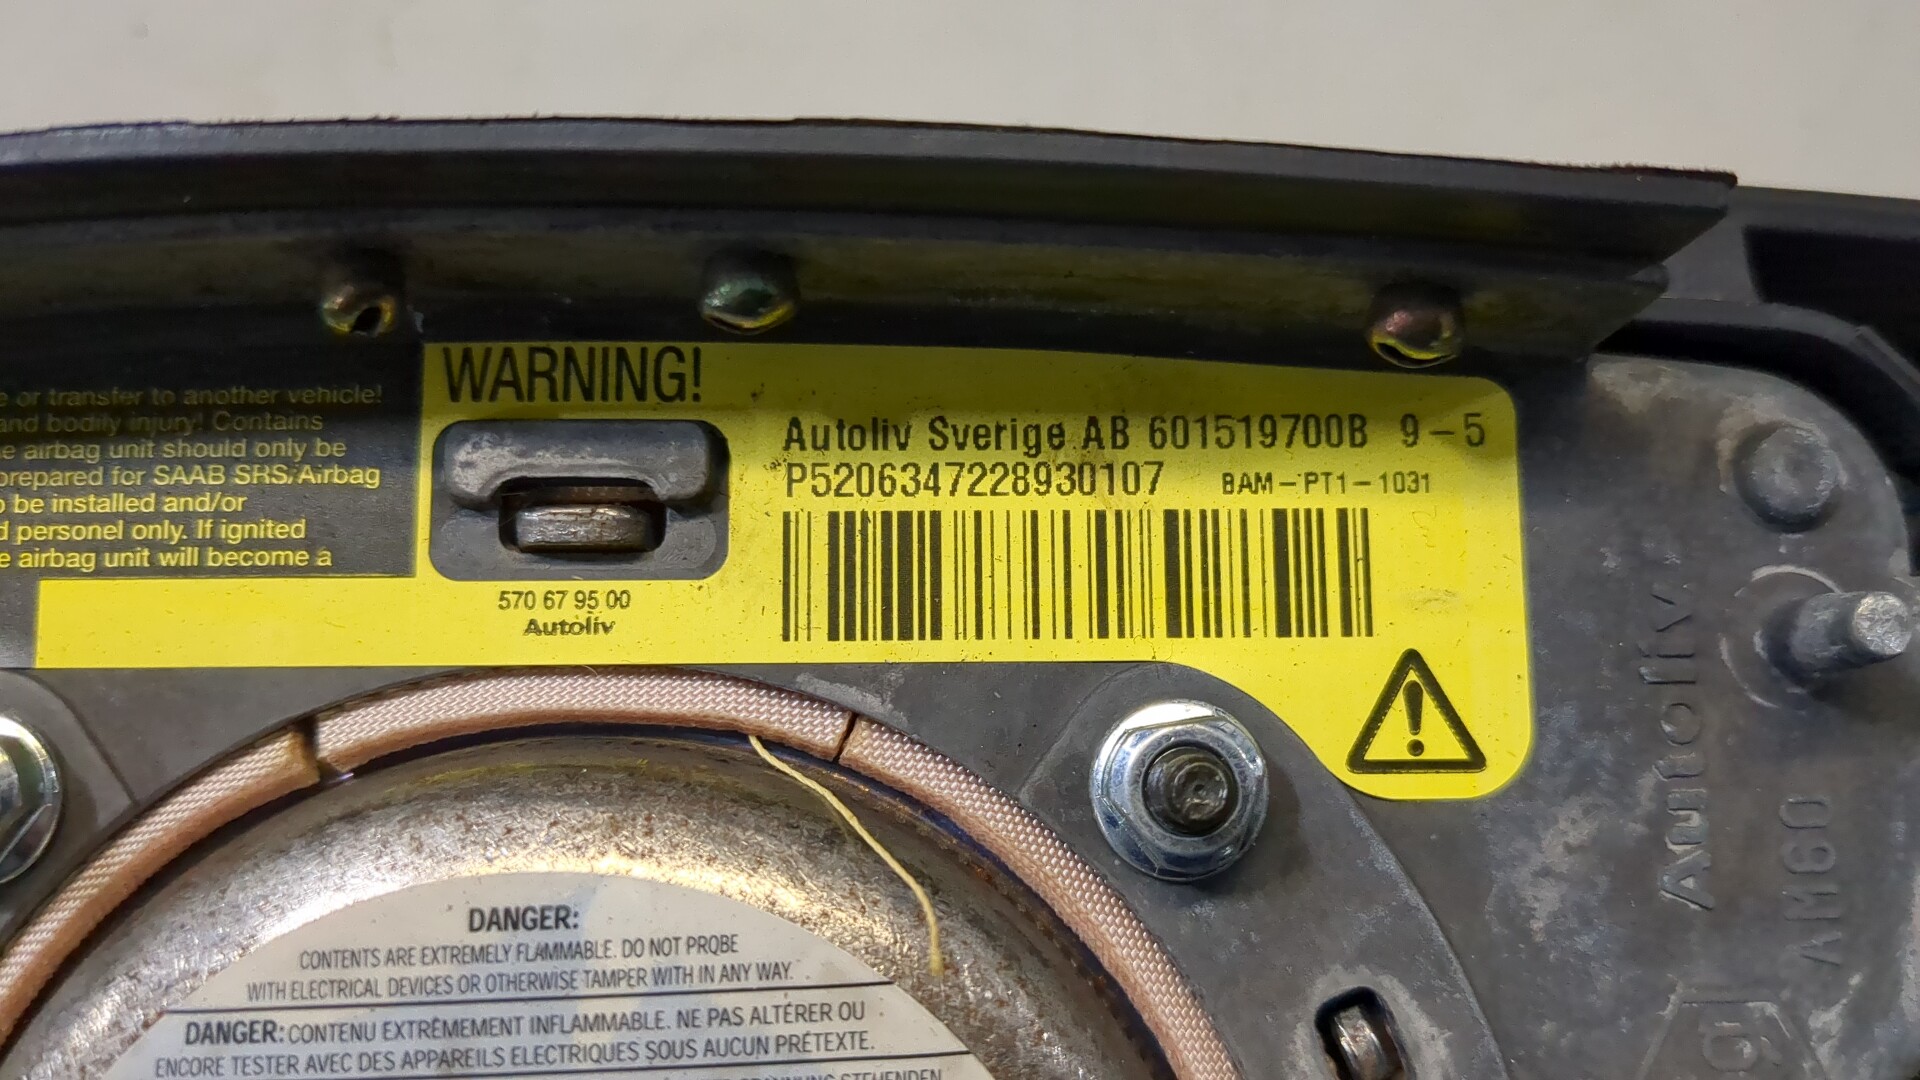 e or transfer to another vehicle!
and bodily injury! Contains
e airbag unit should only be
prepared for SAAB SRS/Airbag
o be installed and/or
d personel only. If ignited
e airbag unit will become a
WARNING!
570 67 95 00
Autoliv
Autoliv Sverige AB 601519700B 9-5
P5206347228930107 BAM-PT1-1031
Autoliv
AM60
DANGER:
CONTENTS ARE EXTREMELY FLAMMABLE. DO NOT PROBE
WITH ELECTRICAL DEVICES OR OTHERWISE TAMPER WITH IN ANY WAY.
DANGER: CONTENU EXTRÊMEMENT INFLAMMABLE. NE PAS ALTÉRER OU
ENCORE TESTER AVEC DES APPAREILS ELECTRIQUES SOUS AUCUN PRÉTEXTE.